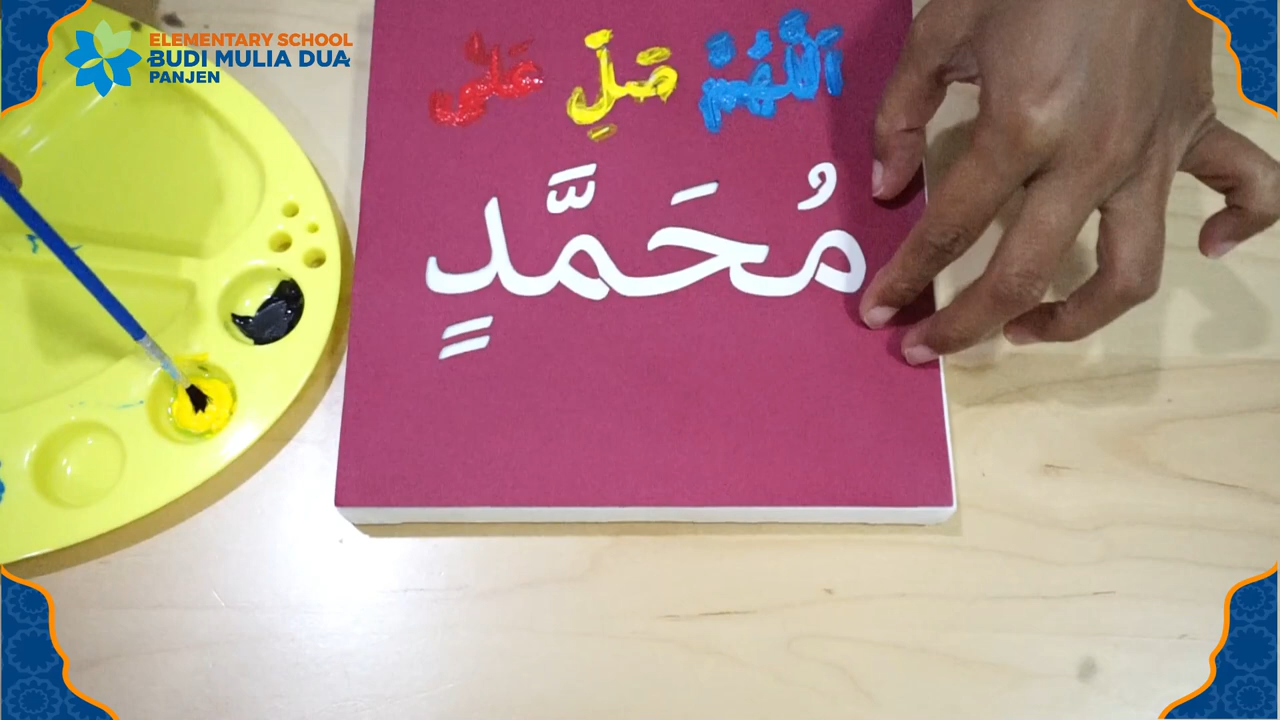 ELEMENTARY SCHOOL
BUDI MULIA DUA
PANJEN
اَللّٰهُمَّ صَلِّ عَلٰى
مُحَمَّدٍ